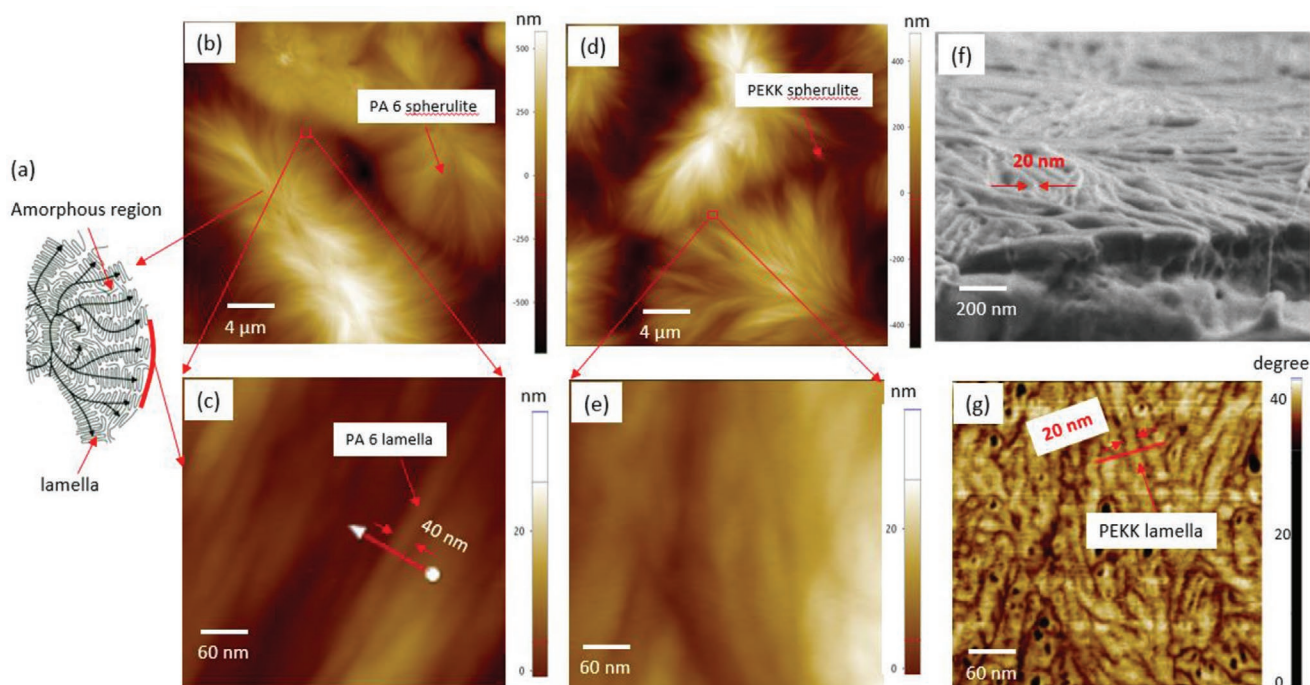 (a)
Amorphous region
lamella
(b)
PA 6 spherulite
4 µm
nm
500
250
0
-250
-500
(c)
PA 6 lamella
40 nm
60 nm
nm
20
0
(d)
PEKK spherulite
4 µm
nm
400
200
0
-200
-400
(e)
60 nm
nm
20
0
(f)
20 nm
200 nm
(g)
20 nm
PEKK lamella
60 nm
degree
40
20
0